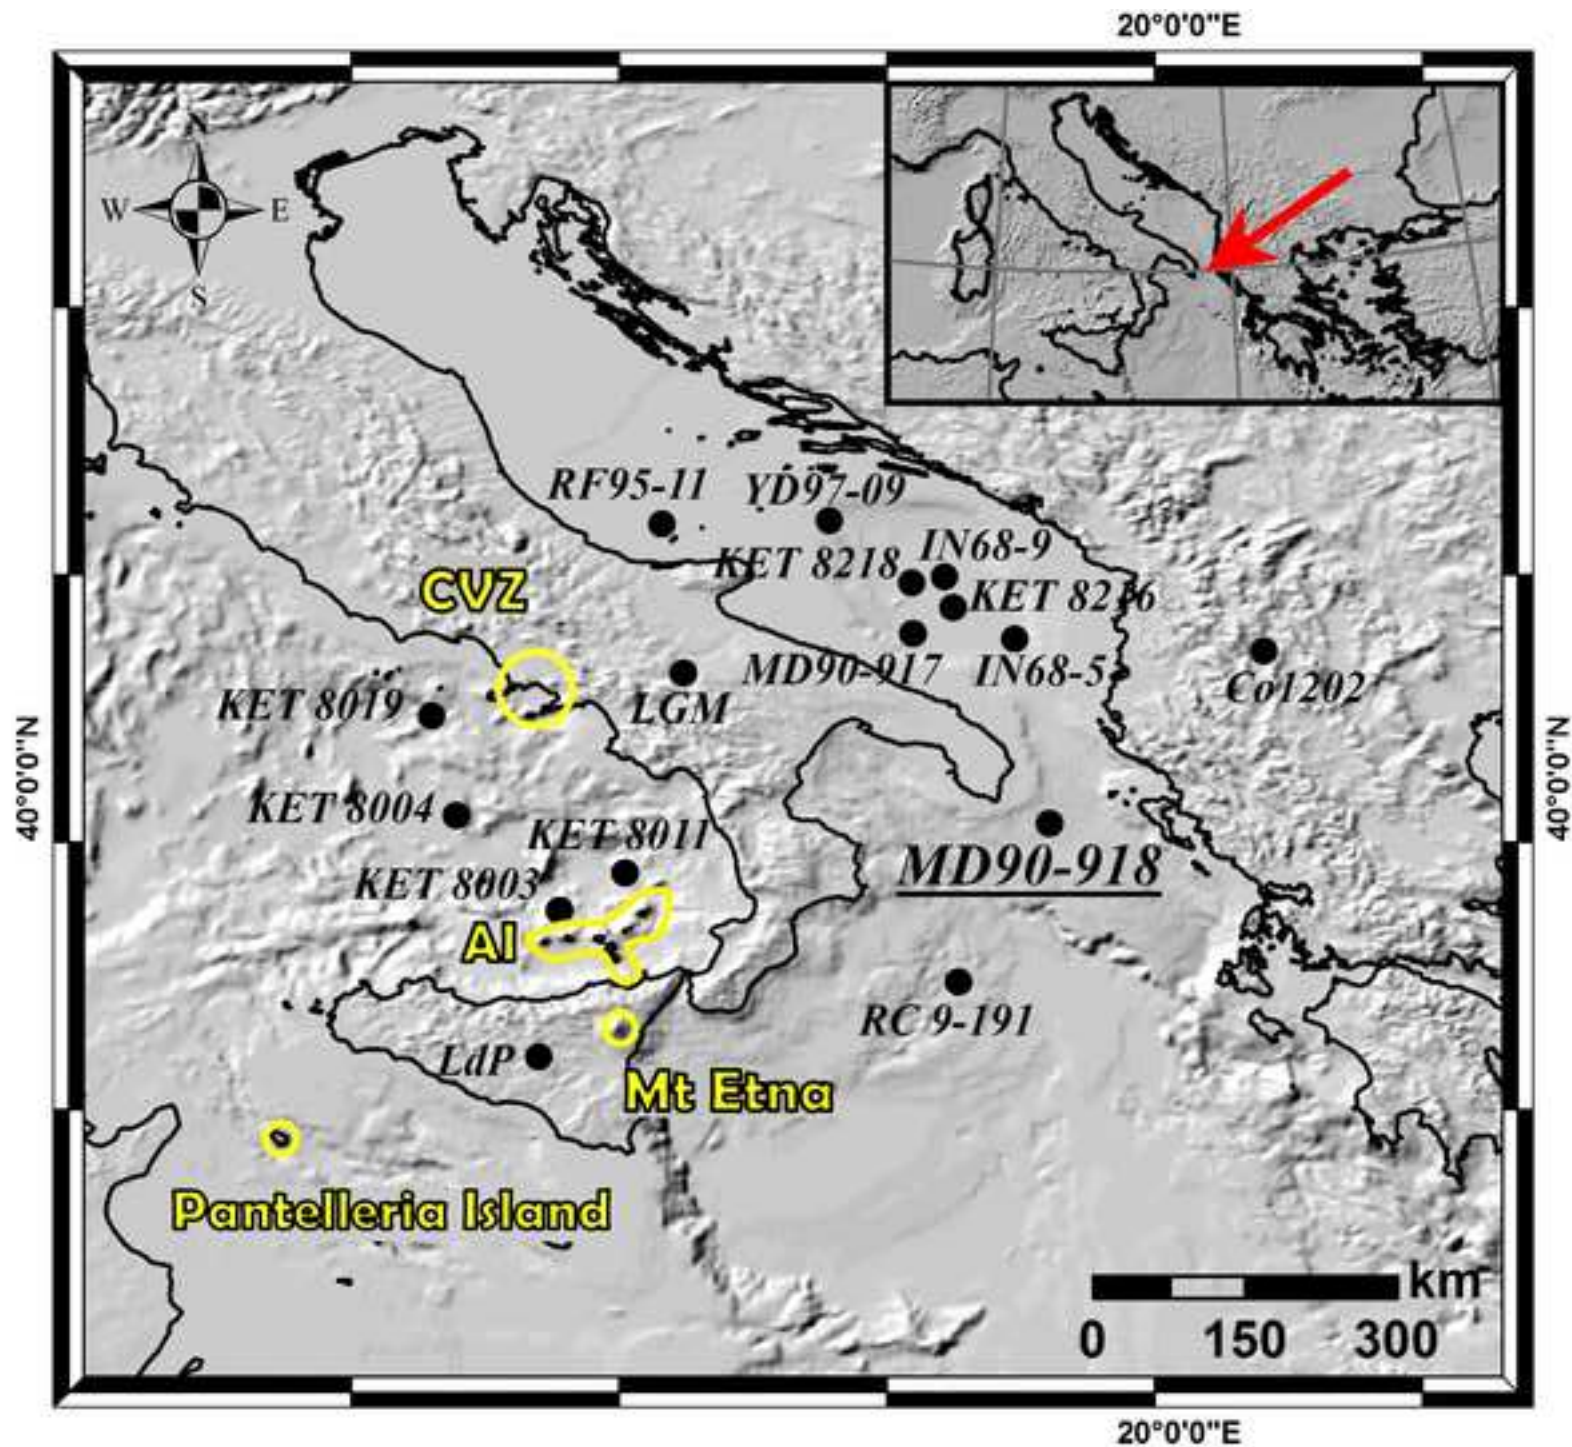 20°0'0"E
N
W
E
S
RF95-11
YD97-09
KET 8218
IN68-9
KET 8216
CVZ
MD90-917
IN68-5
Co1202
KET 8019
LGM
40°0'0"N
40°0'0"N
KET 8004
KET 8011
MD90-918
KET 8003
AI
RC 9-191
LdP
Mt Etna
Pantelleria Island
km
0 150 300
20°0'0"E